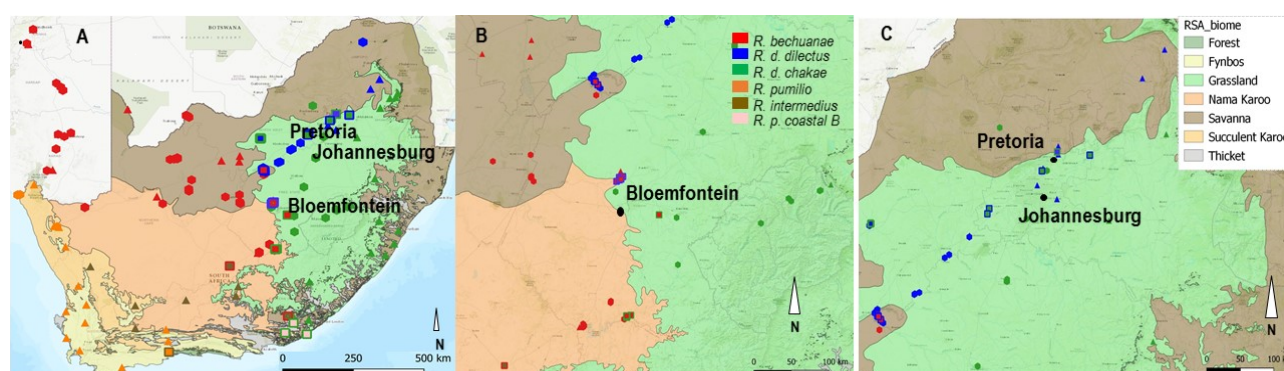 A
BOTSWANA
Pretoria
Johannesburg
Bloemfontein
N
0 250 500 km
B
R. bechuanae
R. d. dilectus
R. d. chakae
R. pumilio
R. intermedius
R. p. coastal B
Bloemfontein
N
0 50 100 km
C
Pretoria
Johannesburg
N
0 50 100 km
RSA_biome
Forest
Fynbos
Grassland
Nama Karoo
Savanna
Succulent Karoo
Thicket